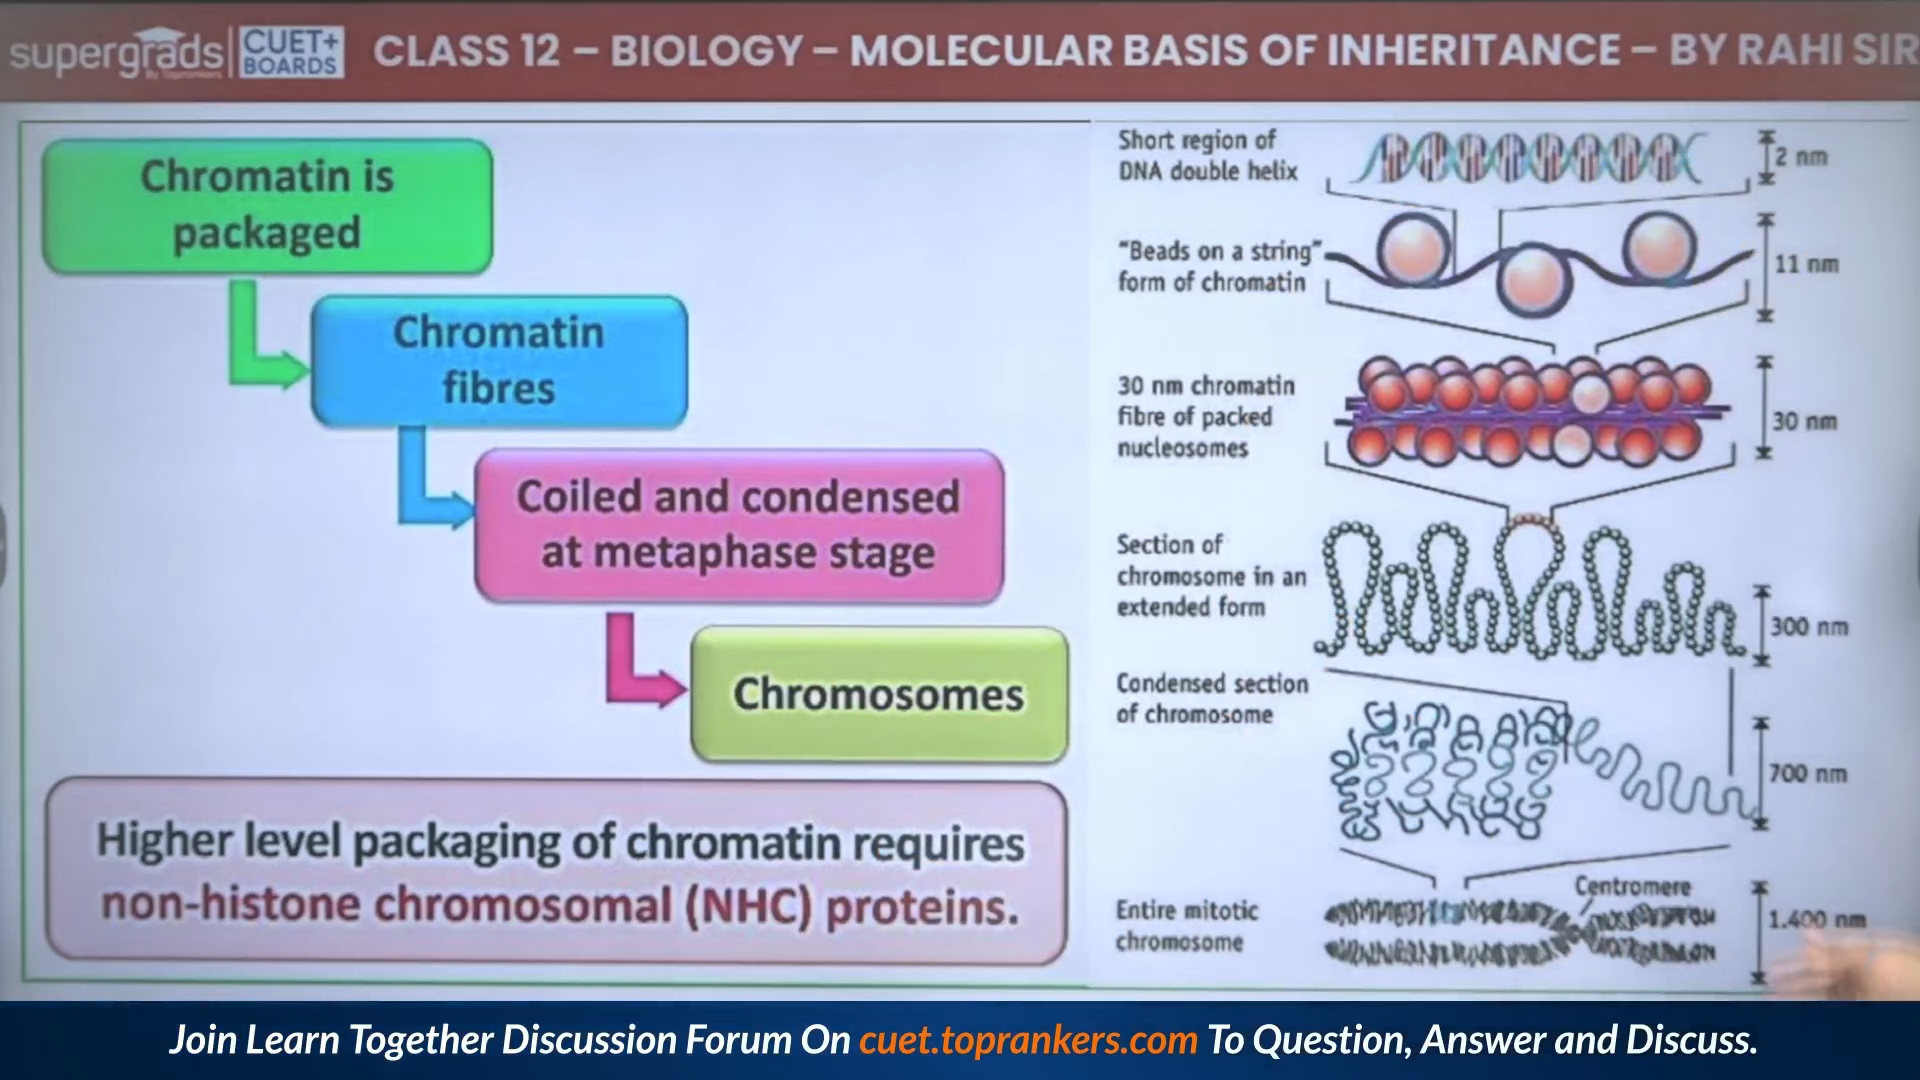 supergrads
By Toprankers
CUET+
BOARDS
CLASS 12 – BIOLOGY – MOLECULAR BASIS OF INHERITANCE – BY RAHI SIR
Chromatin is
packaged
Chromatin
fibres
Coiled and condensed
at metaphase stage
Chromosomes
Higher level packaging of chromatin requires
non-histone chromosomal (NHC) proteins.
Short region of
DNA double helix
2 nm
"Beads on a string"
form of chromatin
11 nm
30 nm chromatin
fibre of packed
nucleosomes
30 nm
Section of
chromosome in an
extended form
300 nm
Condensed section
of chromosome
700 nm
Centromere
Entire mitotic
chromosome
1.400 nm
Join Learn Together Discussion Forum On cuet.toprankers.com To Question, Answer and Discuss.